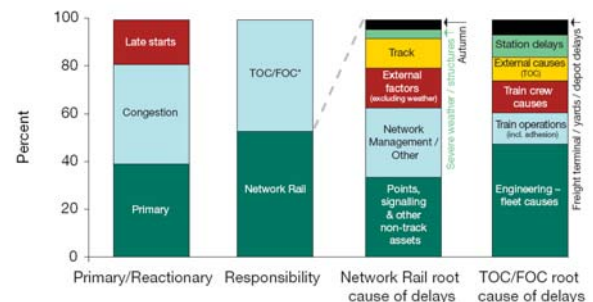 Percent
100
80
60
40
20
0
Late starts
Congestion
Primary
TOC/FOC*
Network Rail
Track
External
factors
(excluding weather)
Network
Management /
Other
Points,
signalling
& other
non-track
assets
Severe weather / structures
Autumn
Station delays
External causes
(TOC)
Train crew
causes
Train operations
(incl. adhesion)
Engineering –
fleet causes
Freight terminal / yards / depot delays
Primary/Reactionary
Responsibility
Network Rail root
cause of delays
TOC/FOC root
cause of delays